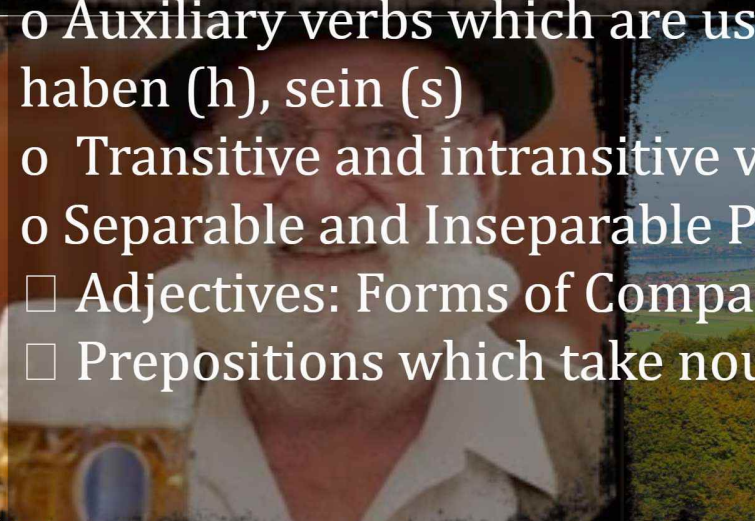 o Auxiliary verbs which are us
haben (h), sein (s)
o Transitive and intransitive v
o Separable and Inseparable P
□ Adjectives: Forms of Compa
□ Prepositions which take nou